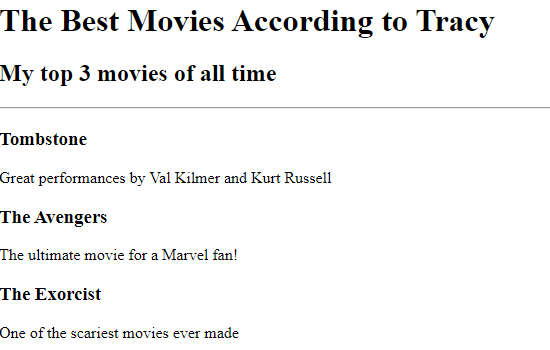 The Best Movies According to Tracy
My top 3 movies of all time
Tombstone
Great performances by Val Kilmer and Kurt Russell
The Avengers
The ultimate movie for a Marvel fan!
The Exorcist
One of the scariest movies ever made